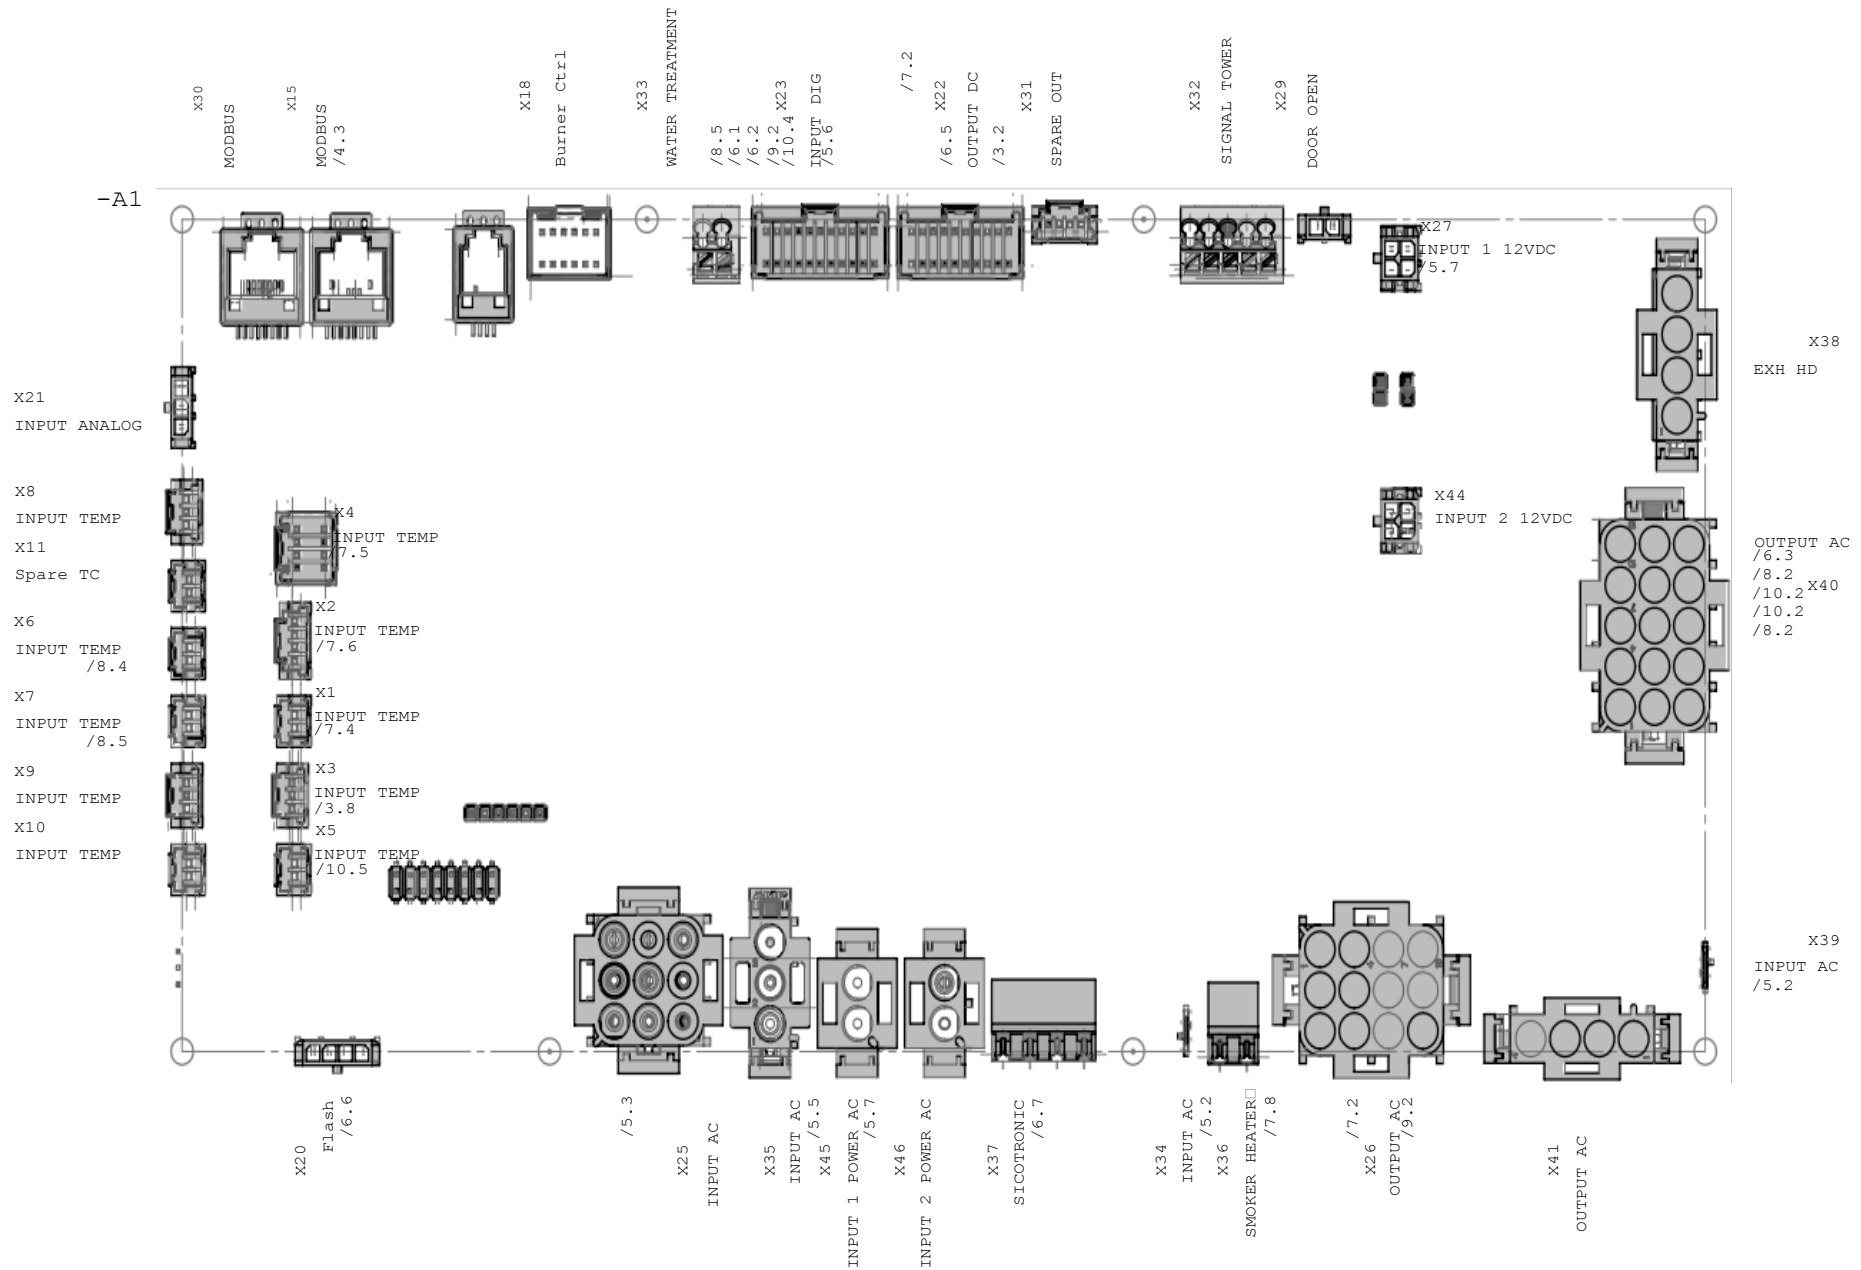 X30
MODBUS
X15
MODBUS
/4.3
X18
Burner Ctrl
X33
WATER TREATMENT
/8.5
/6.1
/6.2
/9.2
/10.4
X23
INPUT DIG
/5.6
/7.2
/6.5
X22
OUTPUT DC
/3.2
X31
SPARE OUT
X32
SIGNAL TOWER
X29
DOOR OPEN
-A1
X27
INPUT 1 12VDC
/5.7
X38
EXH HD
X21
INPUT ANALOG
X8
INPUT TEMP
X11
Spare TC
X6
INPUT TEMP
/8.4
X7
INPUT TEMP
/8.5
X9
INPUT TEMP
X10
INPUT TEMP
X4
INPUT TEMP
/7.5
X2
INPUT TEMP
/7.6
X1
INPUT TEMP
/7.4
X3
INPUT TEMP
/3.8
X5
INPUT TEMP
/10.5
X44
INPUT 2 12VDC
OUTPUT AC
/6.3
/8.2
/10.2
X40
/10.2
/8.2
X39
INPUT AC
/5.2
X20
Flash
/6.6
/5.3
X25
INPUT AC
X35
INPUT AC
/5.5
X45
INPUT 1 POWER AC
/5.7
X46
INPUT 2 POWER AC
X37
SICOTRONIC
/6.7
X34
INPUT AC
/5.2
X36
SMOKER HEATER
/7.8
/7.2
X26
OUTPUT AC
/9.2
X41
OUTPUT AC